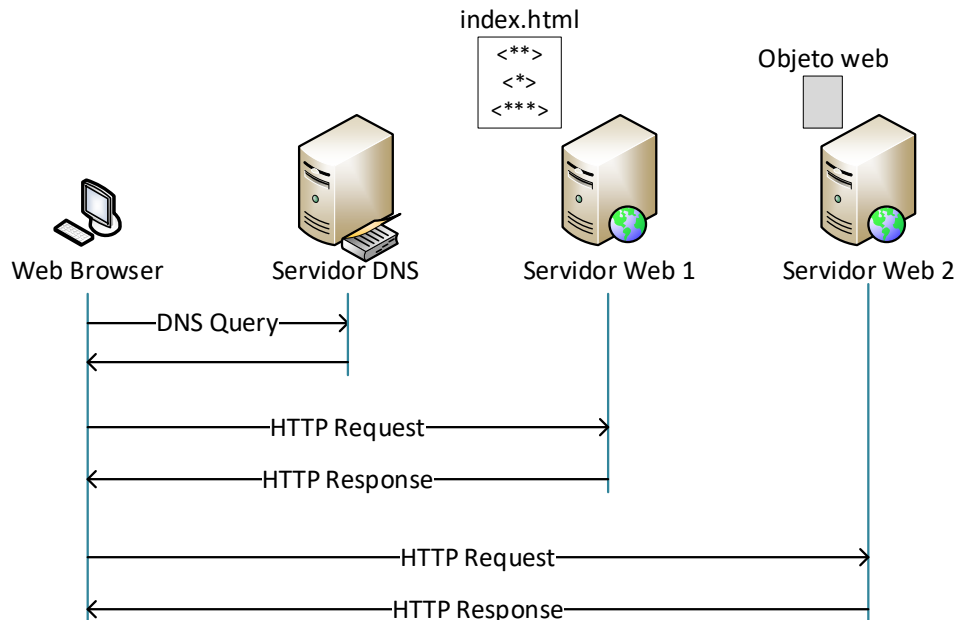 index.html
<**>
<*>
<***>
Objeto web
Web Browser
Servidor DNS
Servidor Web 1
Servidor Web 2
DNS Query
HTTP Request
HTTP Response
HTTP Request
HTTP Response